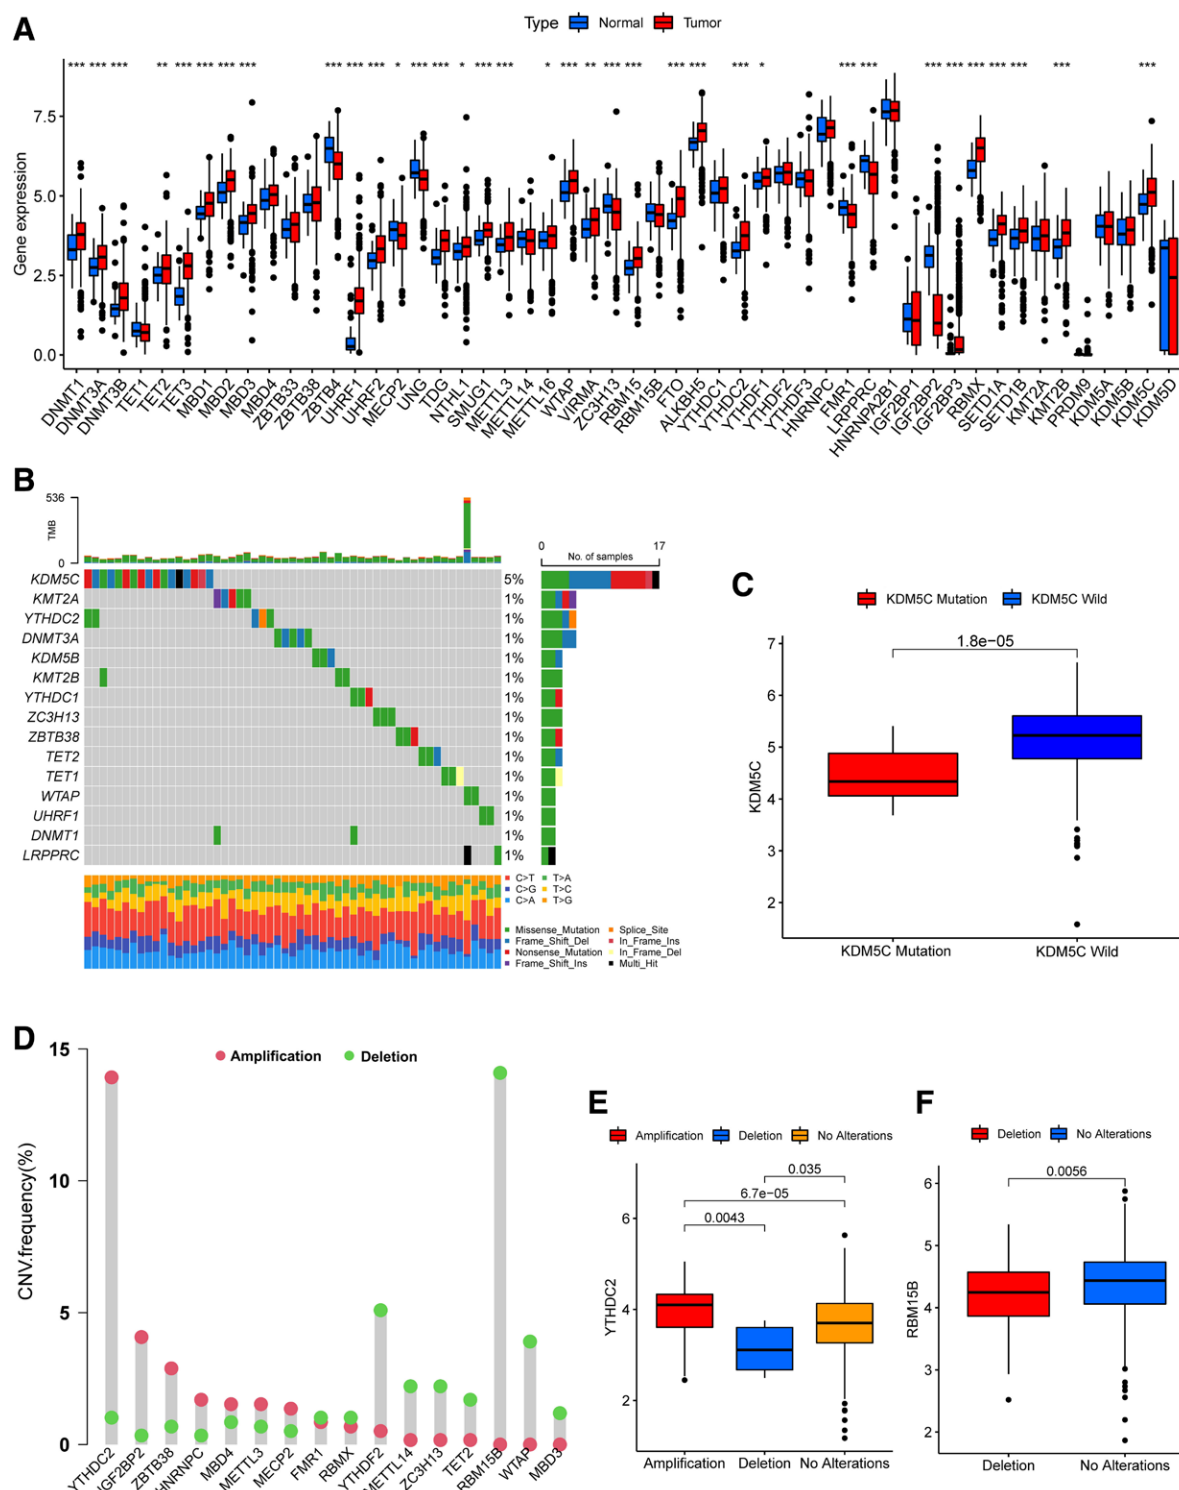 A
Type Normal Tumor
*** *** *** ** *** *** *** *** *** *** *** * *** *** * *** *** * *** ** *** *** *** *** *** * *** *** *** *** *** *** *** ***
Gene expression
7.5
5.0
2.5
0.0
DNMT1 DNMT3A DNMT3B TET1 TET2 TET3 MBD1 MBD2 MBD3 MBD4 ZBTB33 ZBTB38 ZBTB4 UHRF1 UHRF2 MECP2 UNG TDG NTHL1 SMUG1 METTL3 METTL14 METTL16 WTAP VIRMA ZC3H13 RBM15 RBM15B FTO ALKBH5 YTHDC1 YTHDC2 YTHDF1 YTHDF2 YTHDF3 HNRNPC FMR1 LRPPRC HNRNPA2B1 IGF2BP1 IGF2BP2 IGF2BP3 RBMX SETD1A SETD1B KMT2A KMT2B PRDM9 KDM5A KDM5B KDM5C KDM5D
B
536
TMB
0
0 17
No. of samples
KDM5C 5%
KMT2A 1%
YTHDC2 1%
DNMT3A 1%
KDM5B 1%
KMT2B 1%
YTHDC1 1%
ZC3H13 1%
ZBTB38 1%
TET2 1%
TET1 1%
WTAP 1%
UHRF1 1%
DNMT1 1%
LRPPRC 1%
C>T T>A
C>G T>C
C>A T>G
Missense_Mutation Splice_Site
Frame_Shift_Del In_Frame_Ins
Nonsense_Mutation In_Frame_Del
Frame_Shift_Ins Multi_Hit
C
KDM5C Mutation KDM5C Wild
1.8e−05
KDM5C
7
6
5
4
3
2
KDM5C Mutation KDM5C Wild
D
Amplification Deletion
CNV.frequency(%)
15
10
5
0
YTHDC2 IGF2BP2 ZBTB38 HNRNPC MBD4 METTL3 MECP2 FMR1 RBMX YTHDF2 METTL14 ZC3H13 TET2 RBM15B WTAP MBD3
E
Amplification Deletion No Alterations
0.035
6.7e−05
0.0043
YTHDC2
6
4
2
Amplification Deletion No Alterations
F
Deletion No Alterations
0.0056
RBM15B
6
5
4
3
2
Deletion No Alterations